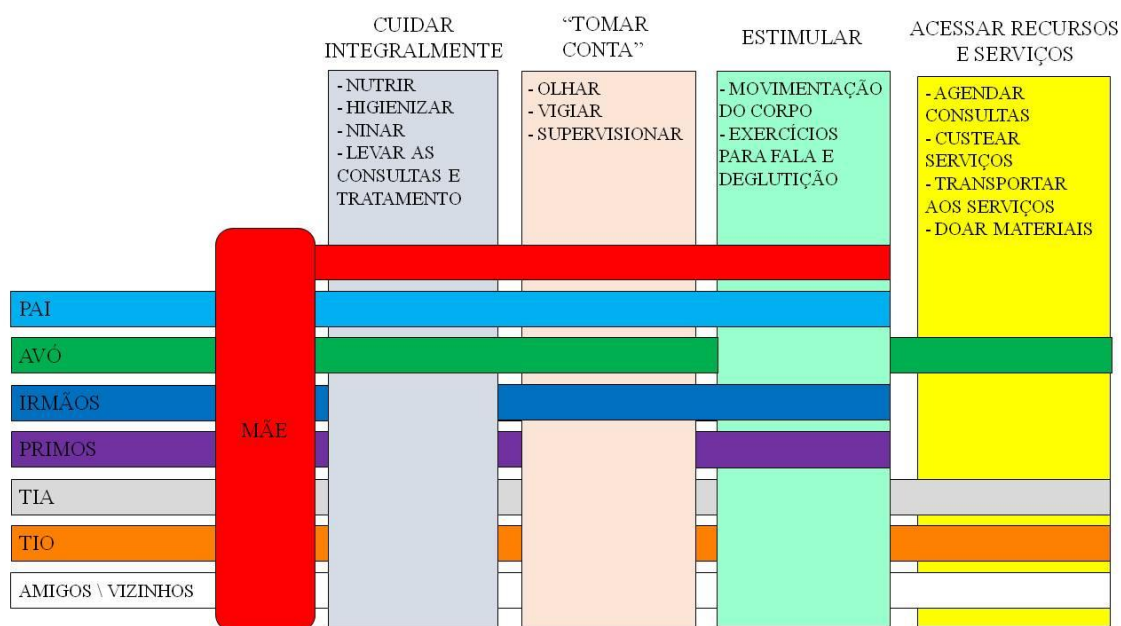 CUIDAR
INTEGRALMENTE
- NUTRIR
- HIGIENIZAR
- NINAR
- LEVAR AS
CONSULTAS E
TRATAMENTO
“TOMAR
CONTA”
- OLHAR
- VIGIAR
- SUPERVISIONAR
ESTIMULAR
- MOVIMENTAÇÃO
DO CORPO
- EXERCÍCIOS
PARA FALA E
DEGLUTIÇÃO
ACESSAR RECURSOS
E SERVIÇOS
- AGENDAR
CONSULTAS
- CUSTEAR
SERVIÇOS
- TRANSPORTAR
AOS SERVIÇOS
- DOAR MATERIAIS
PAI
AVÓ
IRMÃOS
MÃE
PRIMOS
TIA
TIO
AMIGOS \ VIZINHOS